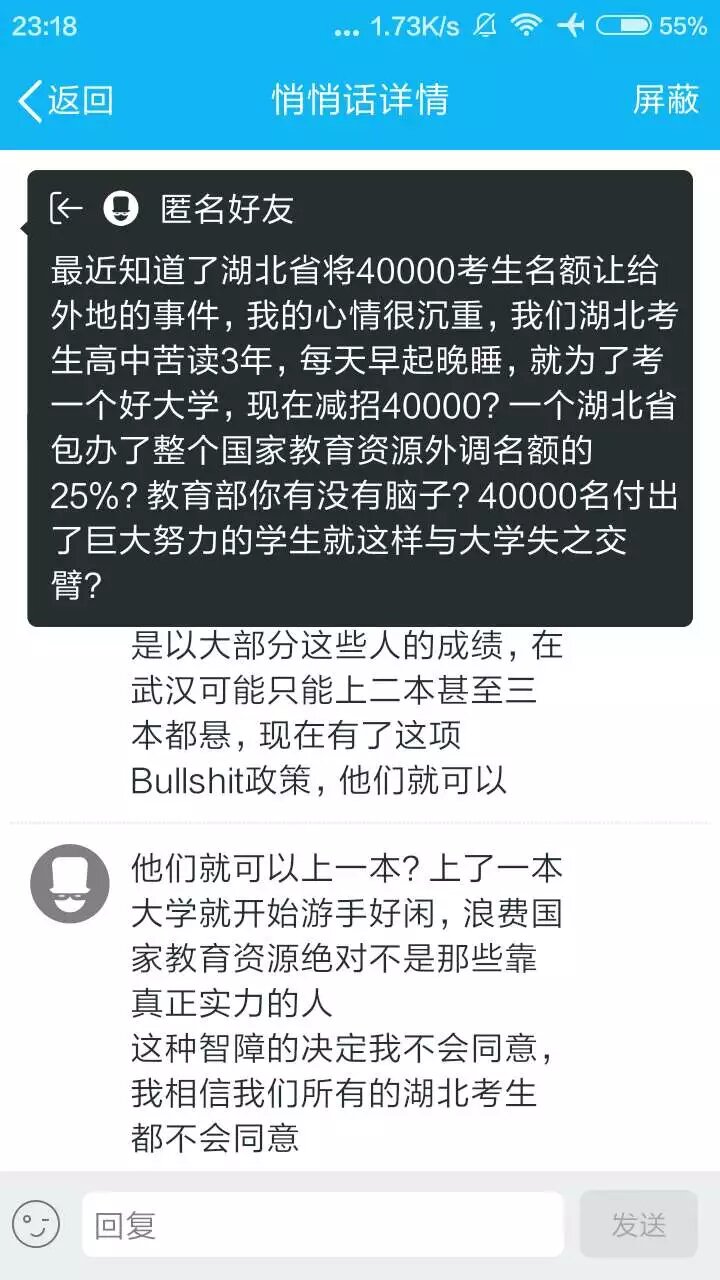 23:18
... 1.73K/s
55%
返回
悄悄话详情
屏蔽
匿名好友
最近知道了湖北省将40000考生名额让给
外地的事件，我的心情很沉重，我们湖北考
生高中苦读3年，每天早起晚睡，就为了考
一个好大学，现在减招40000？一个湖北省
包办了整个国家教育资源外调名额的
25%？教育部你有没有脑子？40000名付出
了巨大努力的学生就这样与大学失之交
臂？
是以大部分这些人的成绩，在
武汉可能只能上二本甚至三
本都悬，现在有了这项
Bullshit政策，他们就可以
他们就可以上一本？上了一本
大学就开始游手好闲，浪费国
家教育资源绝对不是那些靠
真正实力的人
这种智障的决定我不会同意，
我相信我们所有的湖北考生
都不会同意
回复
发送